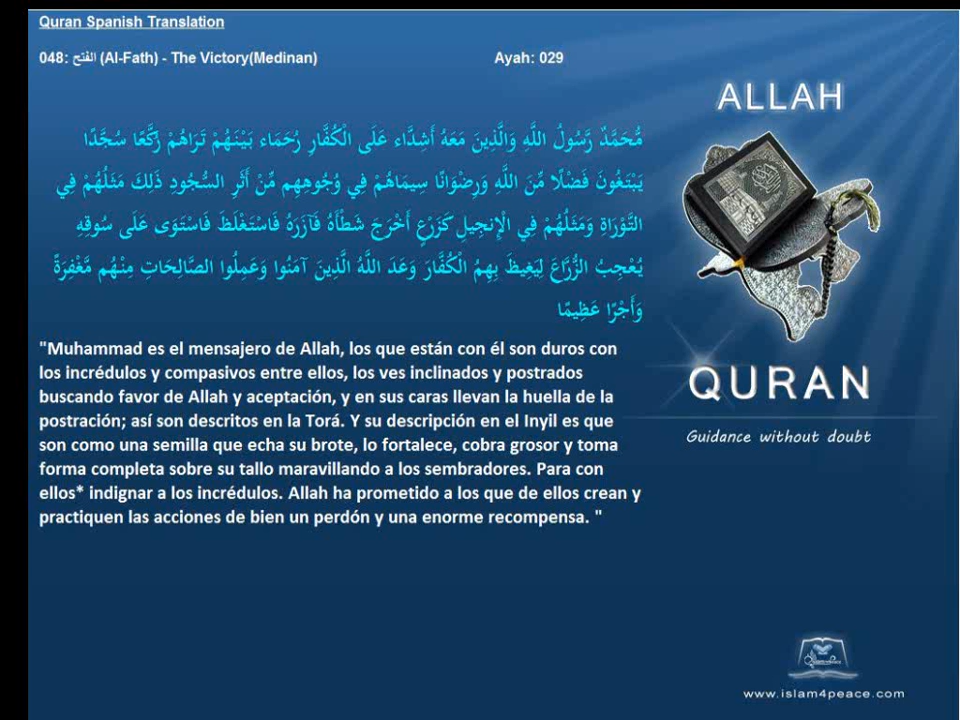 Quran Spanish Translation
048: الفتح (Al-Fath) - The Victory(Medinan) Ayah: 029
مُّحَمَّدٌ رَّسُولُ اللَّهِ وَالَّذِينَ مَعَهُ أَشِدَّاء عَلَى الْكُفَّارِ رُحَمَاء بَيْنَهُمْ تَرَاهُمْ رُكَّعًا سُجَّدًا
يَبْتَغُونَ فَضْلًا مِّنَ اللَّهِ وَرِضْوَانًا سِيمَاهُمْ فِي وُجُوهِهِم مِّنْ أَثَرِ السُّجُودِ ذَلِكَ مَثَلُهُمْ فِي
التَّوْرَاةِ وَمَثَلُهُمْ فِي الْإِنجِيلِ كَزَرْعٍ أَخْرَجَ شَطْأَهُ فَآزَرَهُ فَاسْتَغْلَظَ فَاسْتَوَى عَلَى سُوقِهِ
يُعْجِبُ الزُّرَّاعَ لِيَغِيظَ بِهِمُ الْكُفَّارَ وَعَدَ اللَّهُ الَّذِينَ آمَنُوا وَعَمِلُوا الصَّالِحَاتِ مِنْهُم مَّغْفِرَةً
وَأَجْرًا عَظِيمًا
"Muhammad es el mensajero de Allah, los que están con él son duros con
los incrédulos y compasivos entre ellos, los ves inclinados y postrados
buscando favor de Allah y aceptación, y en sus caras llevan la huella de la
postración; así son descritos en la Torá. Y su descripción en el Inyil es que
son como una semilla que echa su brote, lo fortalece, cobra grosor y toma
forma completa sobre su tallo maravillando a los sembradores. Para con
ellos* indignar a los incrédulos. Allah ha prometido a los que de ellos crean y
practiquen las acciones de bien un perdón y una enorme recompensa. "
ALLAH
QURAN
Guidance without doubt
www.islam4peace.com